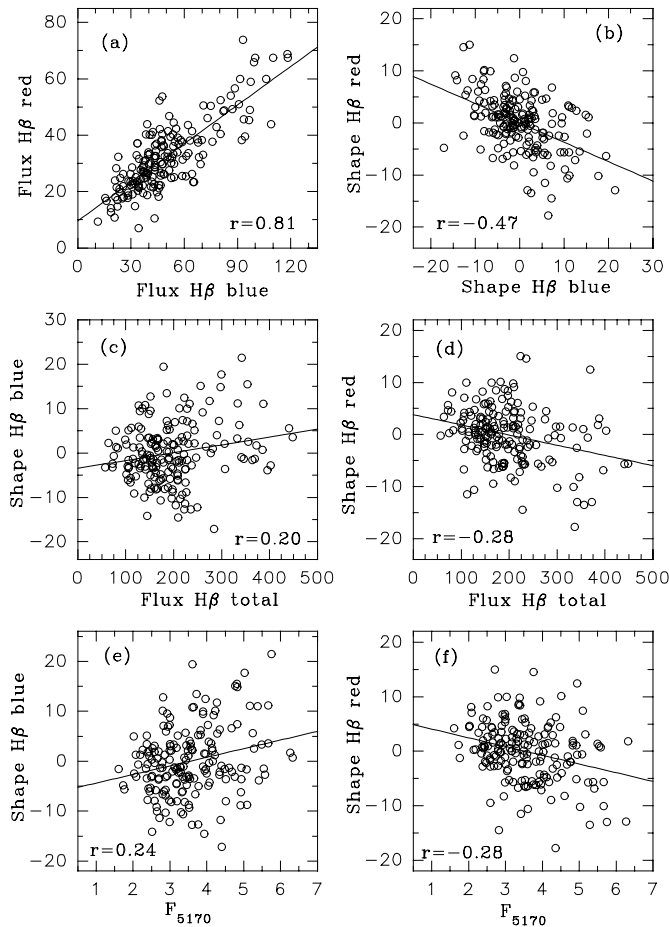 80
60
40
20
0
Flux Hβ red
(a)
r=0.81
0 30 60 90 120
Flux Hβ blue
20
10
0
−10
−20
Shape Hβ red
(b)
r=−0.47
−20 −10 0 10 20 30
Shape Hβ blue
30
20
10
0
−10
−20
Shape Hβ blue
(c)
r=0.20
0 100 200 300 400 500
Flux Hβ total
20
10
0
−10
−20
Shape Hβ red
(d)
r=−0.28
0 100 200 300 400 500
Flux Hβ total
20
10
0
−10
−20
Shape Hβ blue
(e)
r=0.24
1 2 3 4 5 6 7
F5170
20
10
0
−10
−20
Shape Hβ red
(f)
r=−0.28
1 2 3 4 5 6 7
F5170